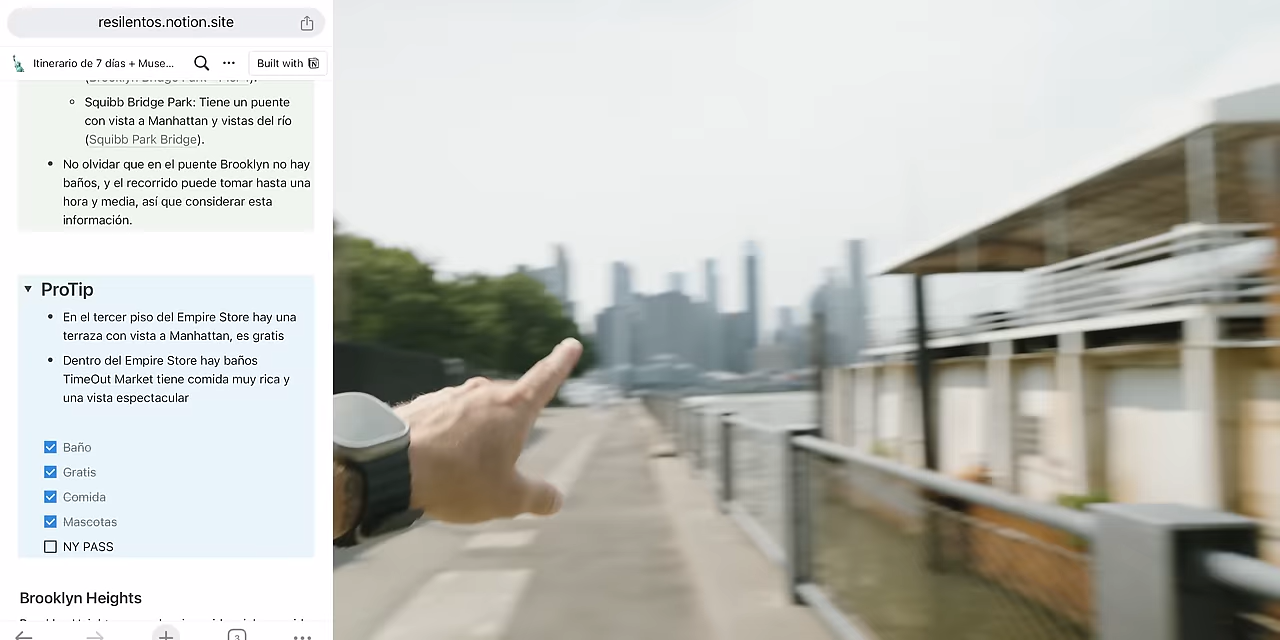 resilentos.notion.site
Itinerario de 7 días + Muse...
Built with
Squibb Bridge Park: Tiene un puente
con vista a Manhattan y vistas del río
(Squibb Park Bridge).
No olvidar que en el puente Brooklyn no hay
baños, y el recorrido puede tomar hasta una
hora y media, así que considerar esta
información.
ProTip
En el tercer piso del Empire Store hay una
terraza con vista a Manhattan, es gratis
Dentro del Empire Store hay baños
TimeOut Market tiene comida muy rica y
una vista espectacular
Baño
Gratis
Comida
Mascotas
NY PASS
Brooklyn Heights
3